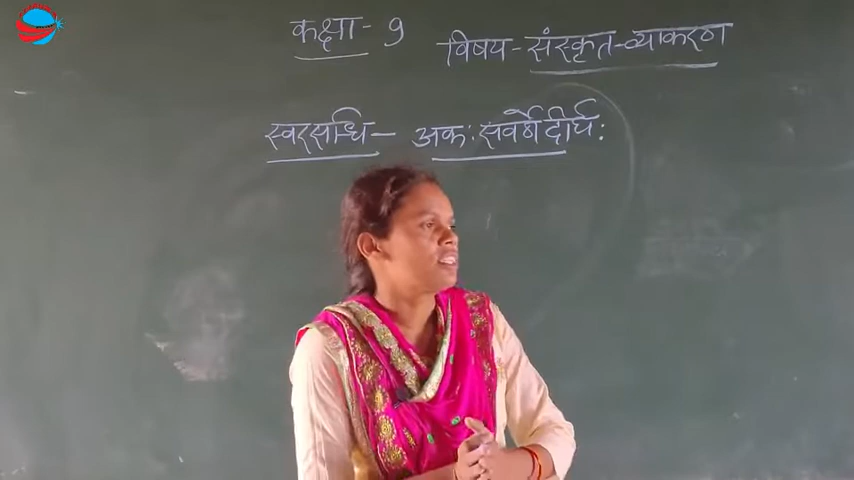 कक्षा - 9
विषय - संस्कृत - व्याकरण
स्वरसन्धि - अकः सवर्णे दीर्घः